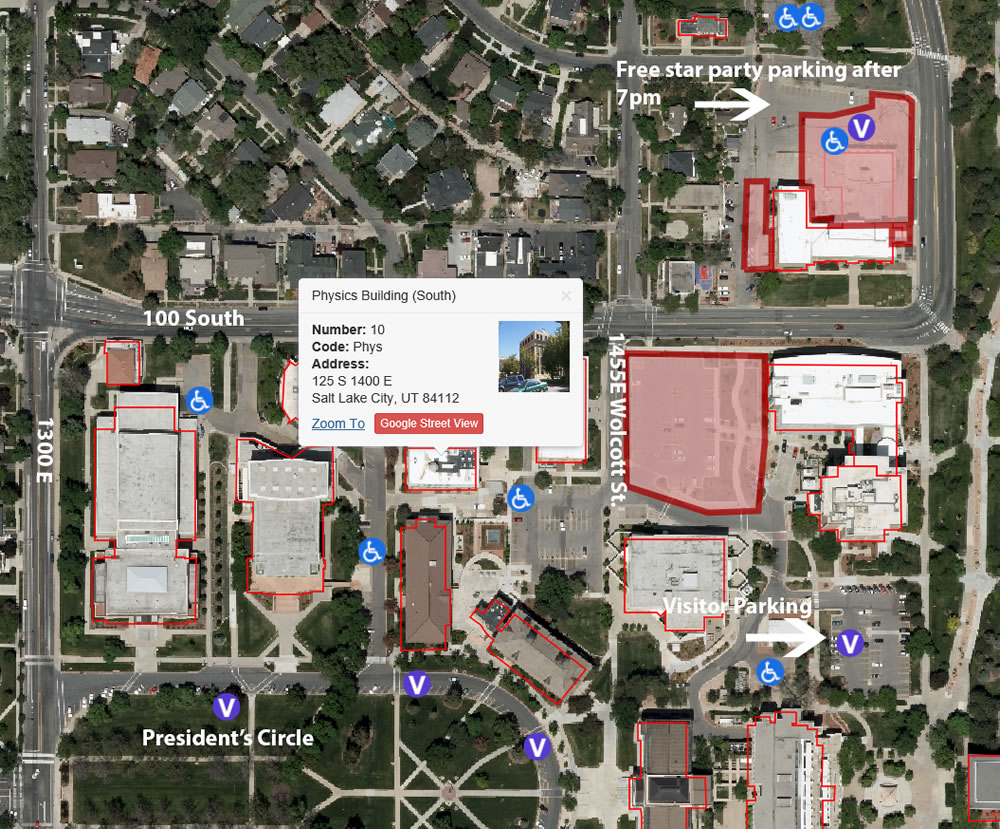 Free star party parking after
7pm
V
100 South
Physics Building (South)
×
Number: 10
Code: Phys
Address:
125 S 1400 E
Salt Lake City, UT 84112
Zoom To
Google Street View
1455E Wolcott St.
1300 E
Visitor Parking
V
V
V
President's Circle
V